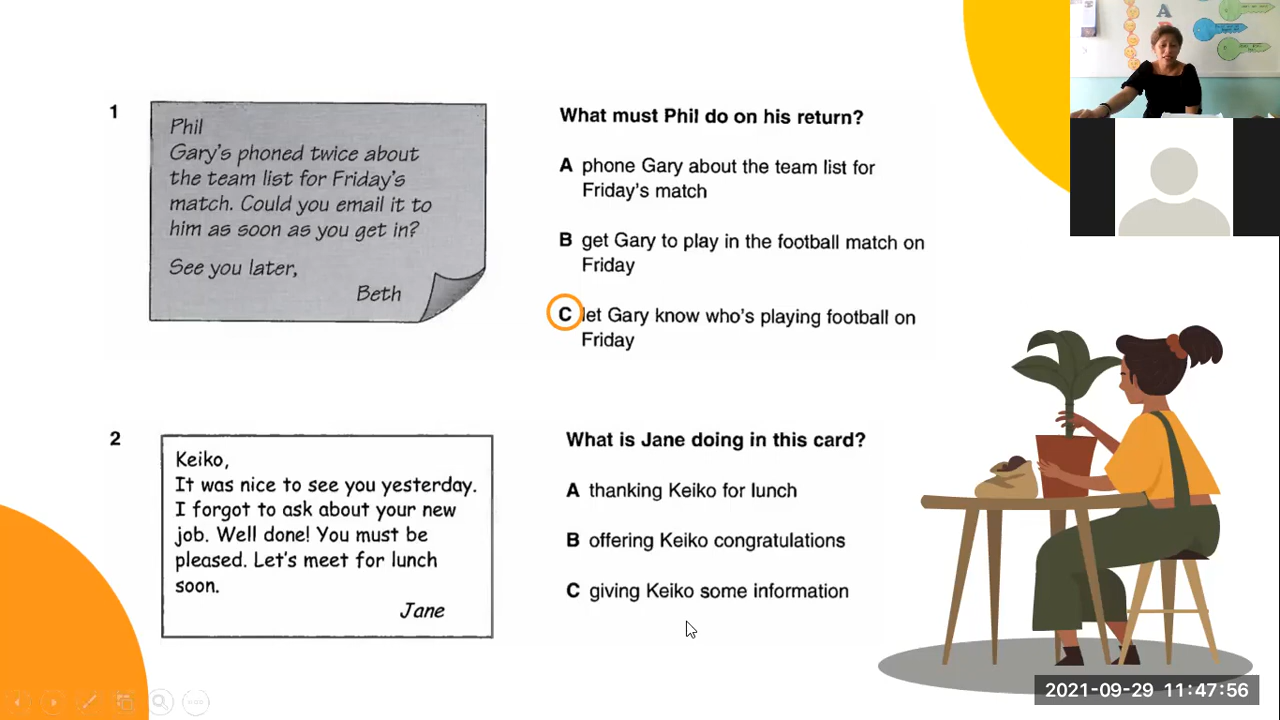 1
Phil
Gary's phoned twice about
the team list for Friday's
match. Could you email it to
him as soon as you get in?
See you later,
Beth
What must Phil do on his return?
A phone Gary about the team list for
Friday's match
B get Gary to play in the football match on
Friday
C let Gary know who's playing football on
Friday
2
Keiko,
It was nice to see you yesterday.
I forgot to ask about your new
job. Well done! You must be
pleased. Let's meet for lunch
soon.
Jane
What is Jane doing in this card?
A thanking Keiko for lunch
B offering Keiko congratulations
C giving Keiko some information
A
2021-09-29 11:47:56